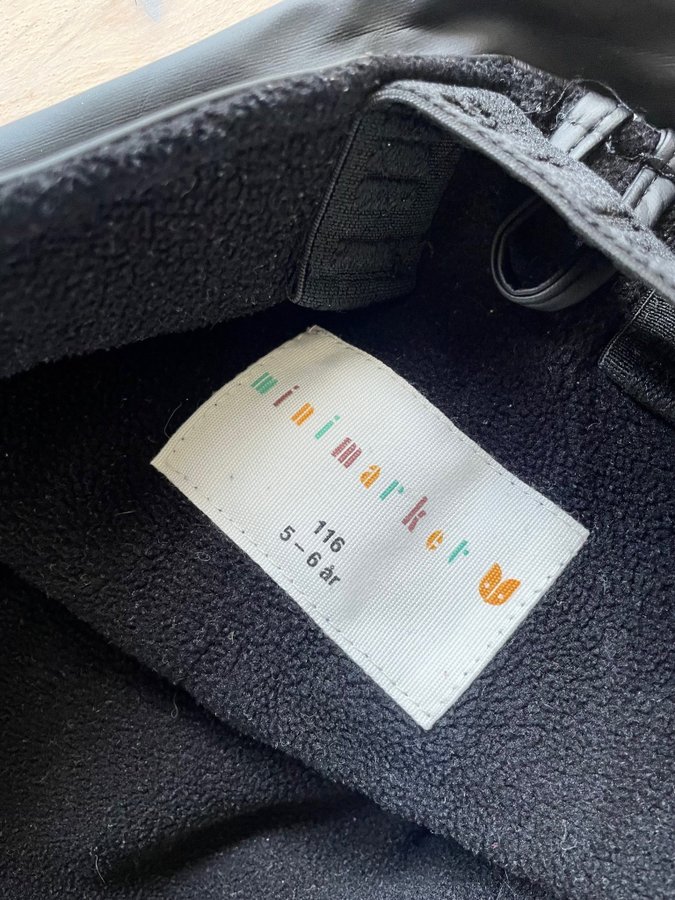 minimarket
116
5 – 6 år